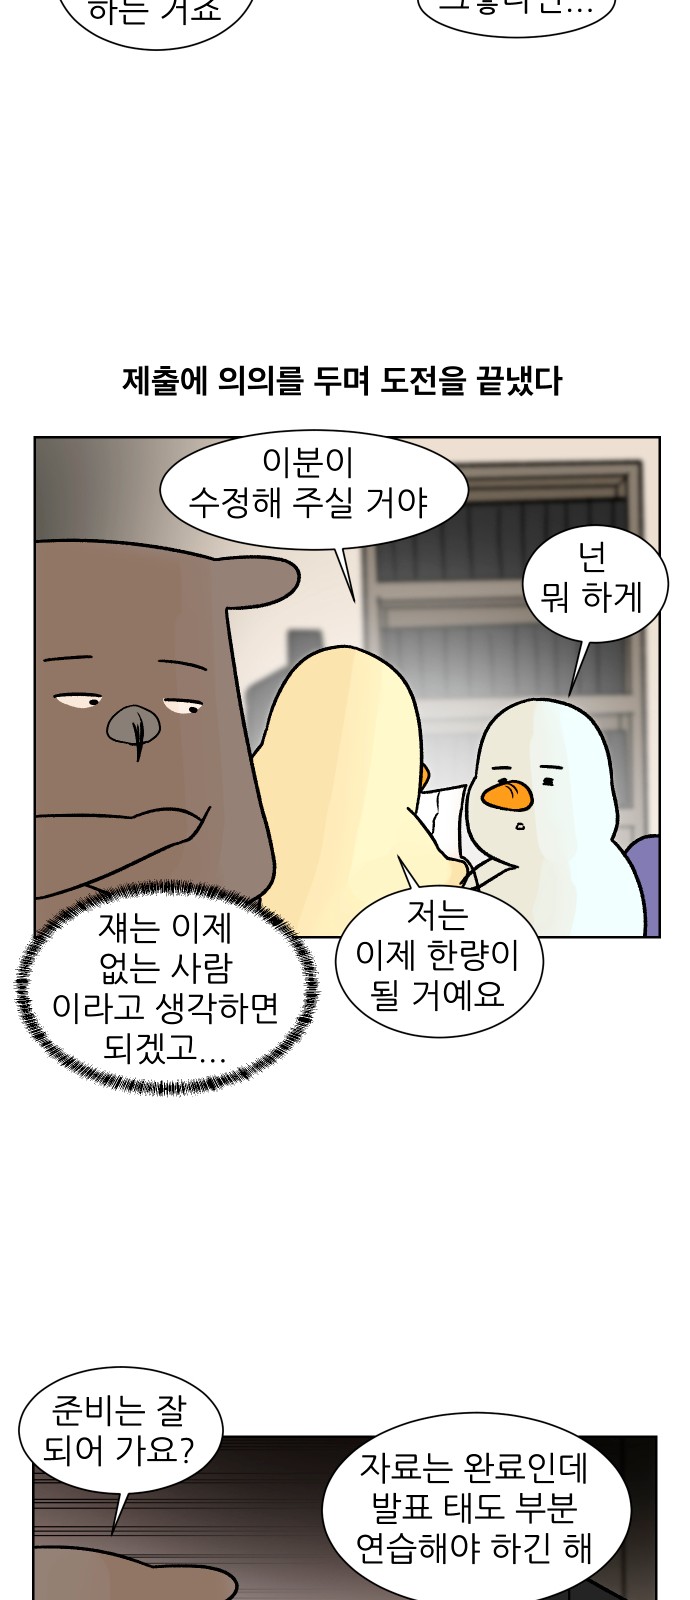 하는 거죠
그렇다면...
제출에 의의를 두며 도전을 끝냈다
이분이
수정해 주실 거야
넌
뭐 하게
저는
이제 한량이
될 거예요
쟤는 이제
없는 사람
이라고 생각하면
되겠고...
준비는 잘
되어 가요?
자료는 완료인데
발표 태도 부분
연습해야 하긴 해